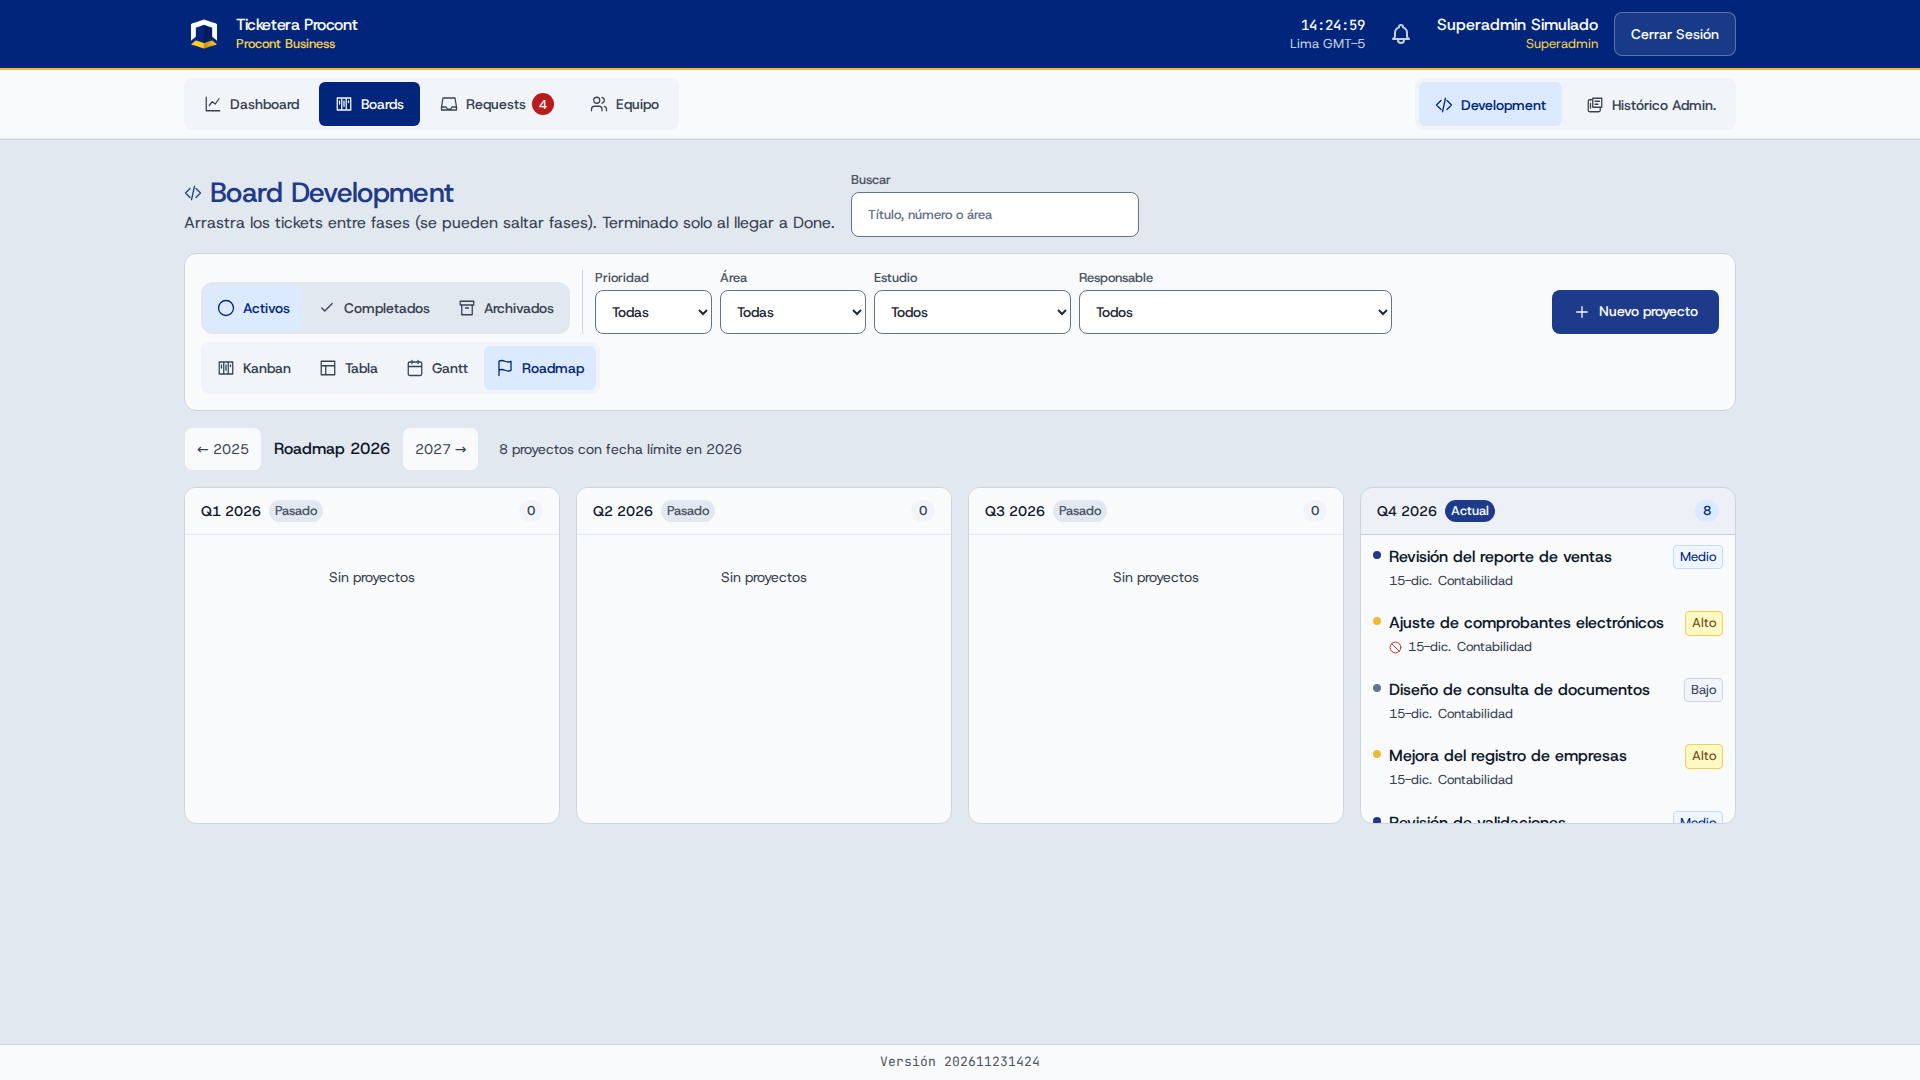 Ticketera Procont
Procont Business
14:24:59
Lima GMT-5
Superadmin Simulado
Superadmin
Cerrar Sesión
Dashboard
Boards
Requests 4
Equipo
Development
Histórico Admin.
Board Development
Arrastra los tickets entre fases (se pueden saltar fases). Terminado solo al llegar a Done.
Buscar
Título, número o área
Activos
Completados
Archivados
Prioridad
Todas
Área
Todas
Estudio
Todos
Responsable
Todos
+ Nuevo proyecto
Kanban
Tabla
Gantt
Roadmap
← 2025
Roadmap 2026
2027 →
8 proyectos con fecha límite en 2026
Q1 2026 Pasado 0
Sin proyectos
Q2 2026 Pasado 0
Sin proyectos
Q3 2026 Pasado 0
Sin proyectos
Q4 2026 Actual 8
Revisión del reporte de ventas Medio
15-dic. Contabilidad
Ajuste de comprobantes electrónicos Alto
15-dic. Contabilidad
Diseño de consulta de documentos Bajo
15-dic. Contabilidad
Mejora del registro de empresas Alto
15-dic. Contabilidad
Revisión de validaciones Medio
Versión 202611231424